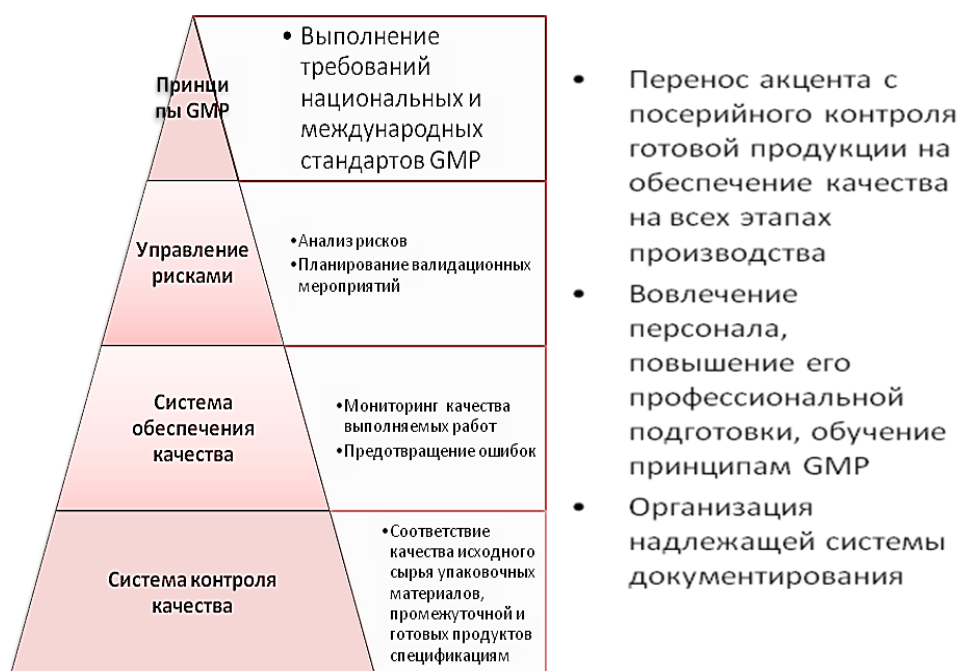 Принци
пы GMP
• Выполнение
требований
национальных и
международных
стандартов GMP
Управление
рисками
•Анализ рисков
•Планирование валидационных
мероприятий
Система
обеспечения
качества
•Мониторинг качества
выполняемых работ
•Предотвращение ошибок
Система контроля
качества
•Соответствие
качества исходного
сырья упаковочных
материалов,
промежуточной и
готовых продуктов
спецификациям
• Перенос акцента с
посерийного контроля
готовой продукции на
обеспечение качества
на всех этапах
производства
• Вовлечение
персонала,
повышение его
профессиональной
подготовки, обучение
принципам GMP
• Организация
надлежащей системы
документирования